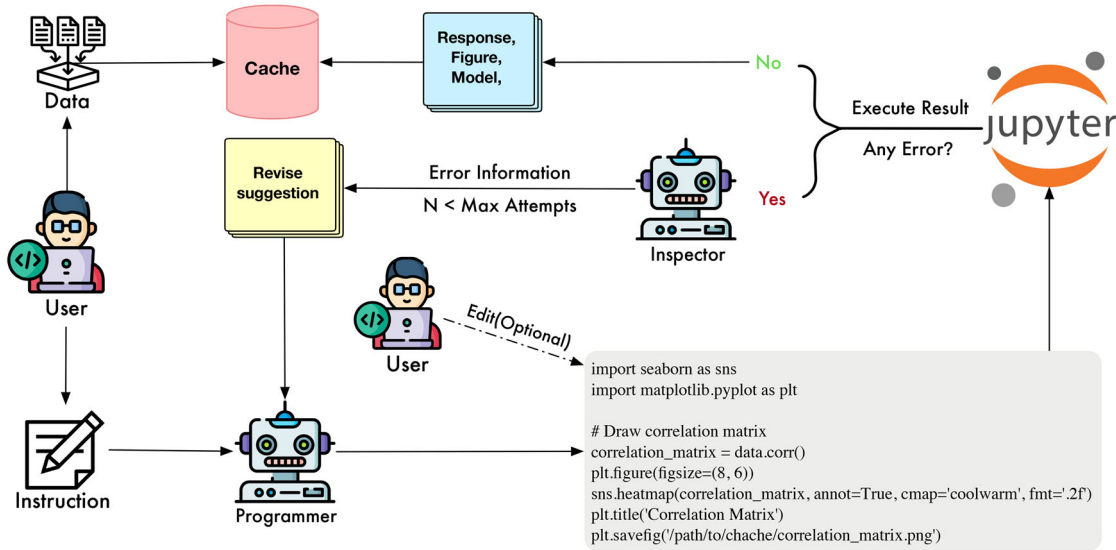 Data
Cache
Response,
Figure,
Model,
No
Execute Result
Any Error?
jupyter
Yes
Revise
suggestion
Error Information
N < Max Attempts
Inspector
</>
User
</>
User
Edit(Optional)
Instruction
Programmer
import seaborn as sns
import matplotlib.pyplot as plt
# Draw correlation matrix
correlation_matrix = data.corr()
plt.figure(figsize=(8, 6))
sns.heatmap(correlation_matrix, annot=True, cmap='coolwarm', fmt='.2f')
plt.title('Correlation Matrix')
plt.savefig('/path/to/chache/correlation_matrix.png')